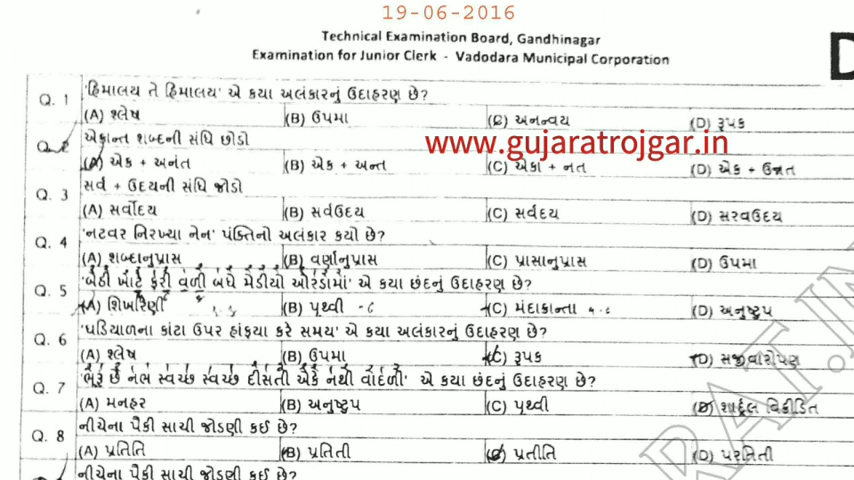 19-06-2016
Technical Examination Board, Gandhinagar
Examination for Junior Clerk - Vadodara Municipal Corporation
D
Q. 1 'હિમાલય તે હિમાલય' એ કયા અલંકારનું ઉદાહરણ છે?
(A) શ્લેષ (B) ઉપમા (C) અનન્વય (D) રૂપક
Q. 2 એકાન્ત શબ્દની સંધિ છોડો
www.gujaratrojgar.in
(A) એક + અનંત (B) એક + અન્ત (C) એકા + નત (D) એક + ઉન્નત
Q. 3 સર્વ + ઉદયની સંધિ જોડો
(A) સર્વોદય (B) સર્વઉદય (C) સર્વદય (D) સરવઉદય
Q. 4 'નટવર નિરખ્યા નેન' પંક્તિનો અલંકાર કયો છે?
(A) શબ્દાનુપ્રાસ (B) વર્ણાનુપ્રાસ (C) પ્રાસાનુપ્રાસ (D) ઉપમા
Q. 5 'બેઠી ખાટે ફરી વળી બધે મેડીયો ઓરડામાં' એ કયા છંદનું ઉદાહરણ છે?
(A) શિખરિણી (B) પૃથ્વી (C) મંદાકાન્તા (D) અનુષ્ટુપ
Q. 6 'ઘડિયાળના કાંટા ઉપર હાંફયા કરે સમય' એ કયા અલંકારનું ઉદાહરણ છે?
(A) શ્લેષ (B) ઉપમા (C) રૂપક (D) સજીવારોપણ
Q. 7 છે નભ સ્વચ્છ સ્વચ્છ દીસતી એકે નથી વાદળી' એ કયા છંદનું ઉદાહરણ છે?
(A) મનહર (B) અનુષ્ટુપ (C) પૃથ્વી (D) શાર્દૂલ વિક્રીડિત
Q. 8 નીચેના પૈકી સાચી જોડણી કઈ છે?
(A) પ્રતિતિ (B) પ્રતિતી (C) પ્રતીતિ (D) પરતિતી
નીચેના પૈકી સાચી જોડણી કઈ છે?